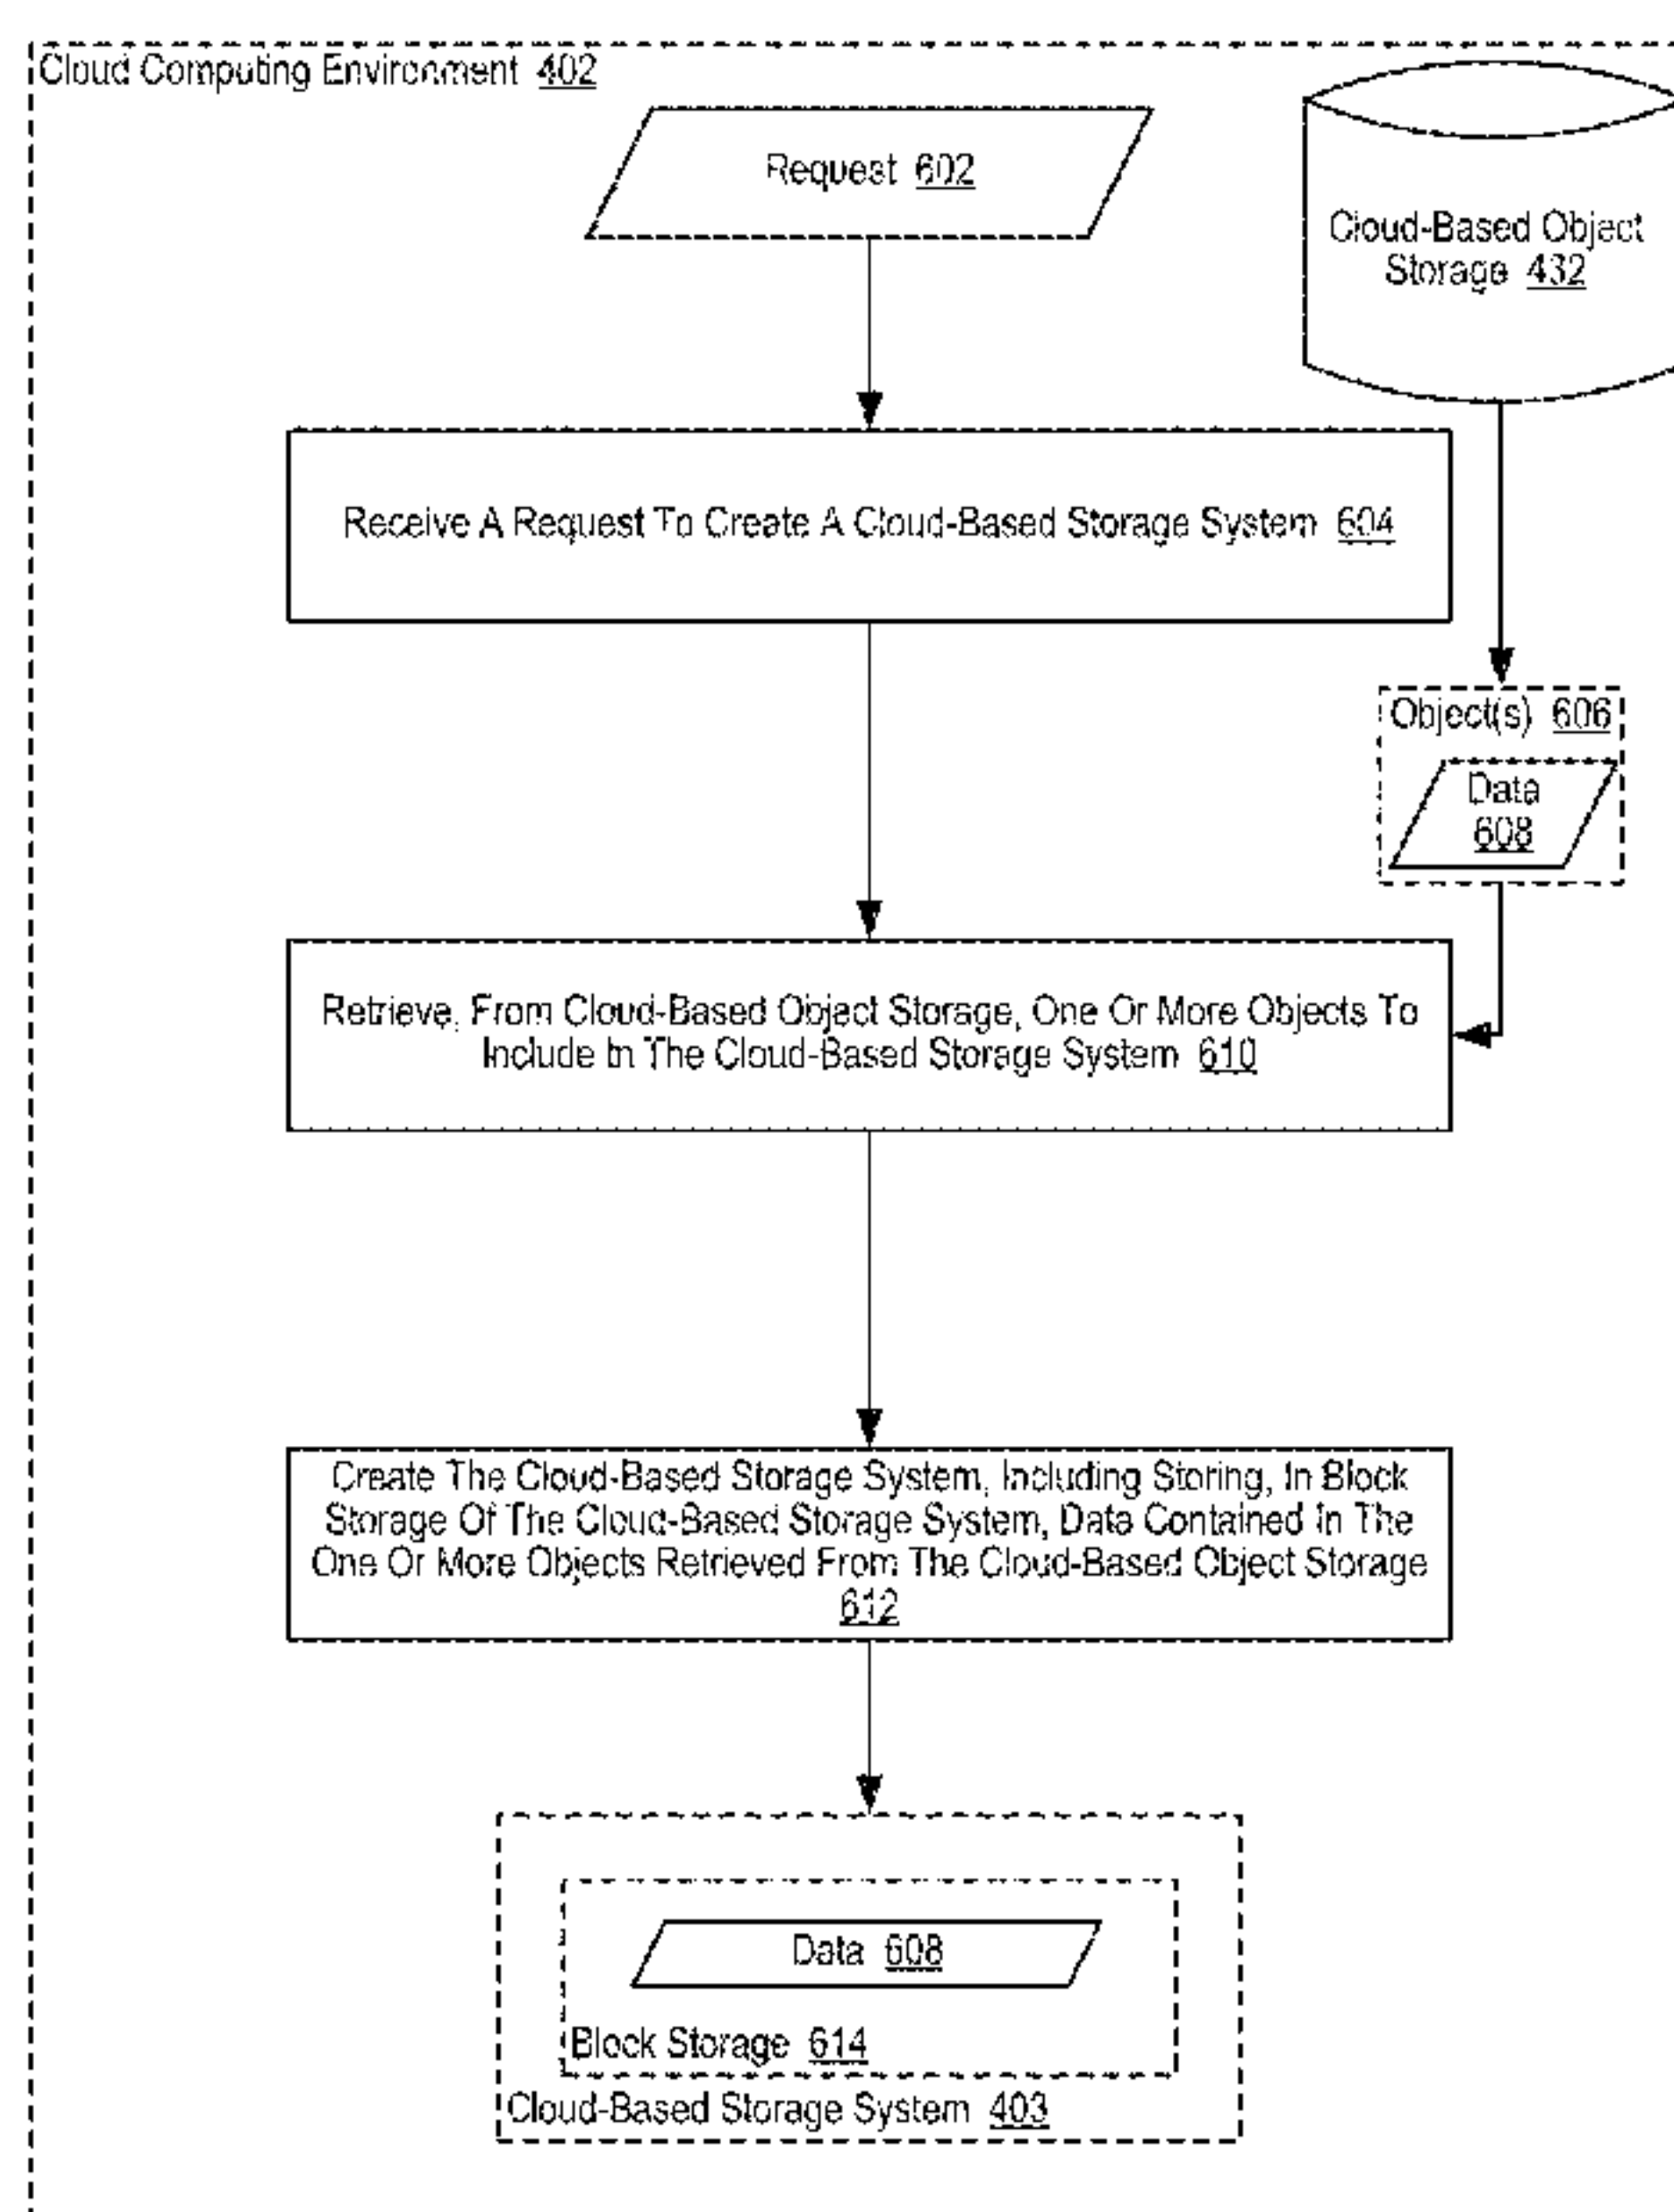 Cloud Computing Environment 402
Request 602
Cloud-Based Object
Storage 432
Receive A Request To Create A Cloud-Based Storage System 604
Object(s) 606
Data
608
Retrieve, From Cloud-Based Object Storage, One Or More Objects To
Include In The Cloud-Based Storage System 610
Create The Cloud-Based Storage System, Including Storing, In Block
Storage Of The Cloud-Based Storage System, Data Contained In The
One Or More Objects Retrieved From The Cloud-Based Object Storage
612
Data 608
Block Storage 614
Cloud-Based Storage System 403